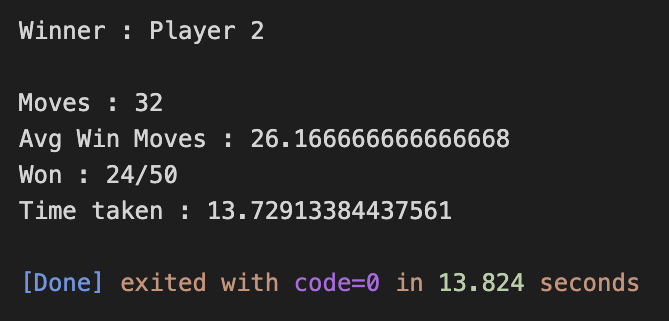 Winner : Player 2
Moves : 32
Avg Win Moves : 26.166666666666668
Won : 24/50
Time taken : 13.72913384437561
[Done] exited with code=0 in 13.824 seconds